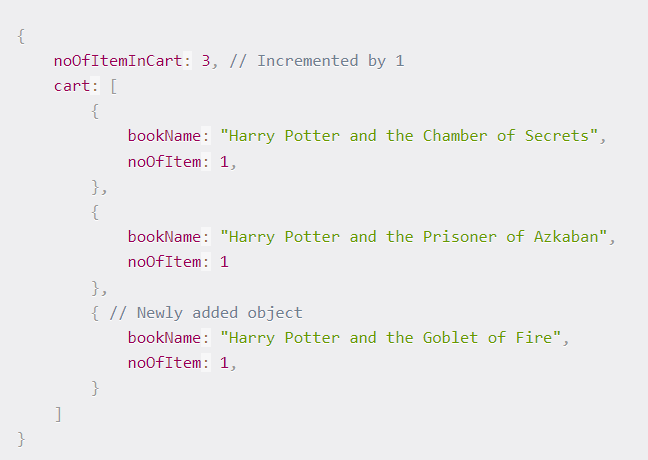 {
    noOfItemInCart: 3, // Incremented by 1
    cart: [
        {
            bookName: "Harry Potter and the Chamber of Secrets",
            noOfItem: 1,
        },
        {
            bookName: "Harry Potter and the Prisoner of Azkaban",
            noOfItem: 1
        },
        { // Newly added object
            bookName: "Harry Potter and the Goblet of Fire",
            noOfItem: 1,
        }
    ]
}